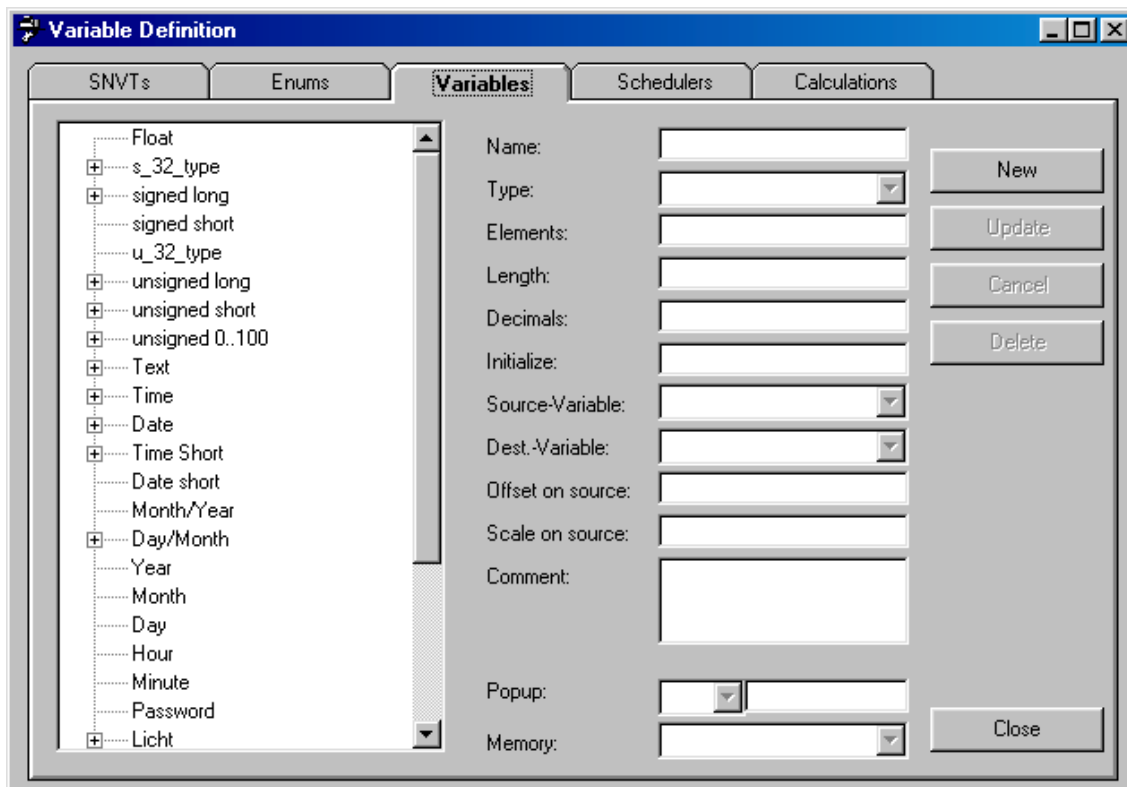 Variable Definition
SNVTs Enums Variables Schedulers Calculations
Float
s_32_type
signed long
signed short
u_32_type
unsigned long
unsigned short
unsigned 0..100
Text
Time
Date
Time Short
Date short
Month/Year
Day/Month
Year
Month
Day
Hour
Minute
Password
Licht
Name:
Type:
Elements:
Length:
Decimals:
Initialize:
Source-Variable:
Dest.-Variable:
Offset on source:
Scale on source:
Comment:
Popup:
Memory:
New
Update
Cancel
Delete
Close